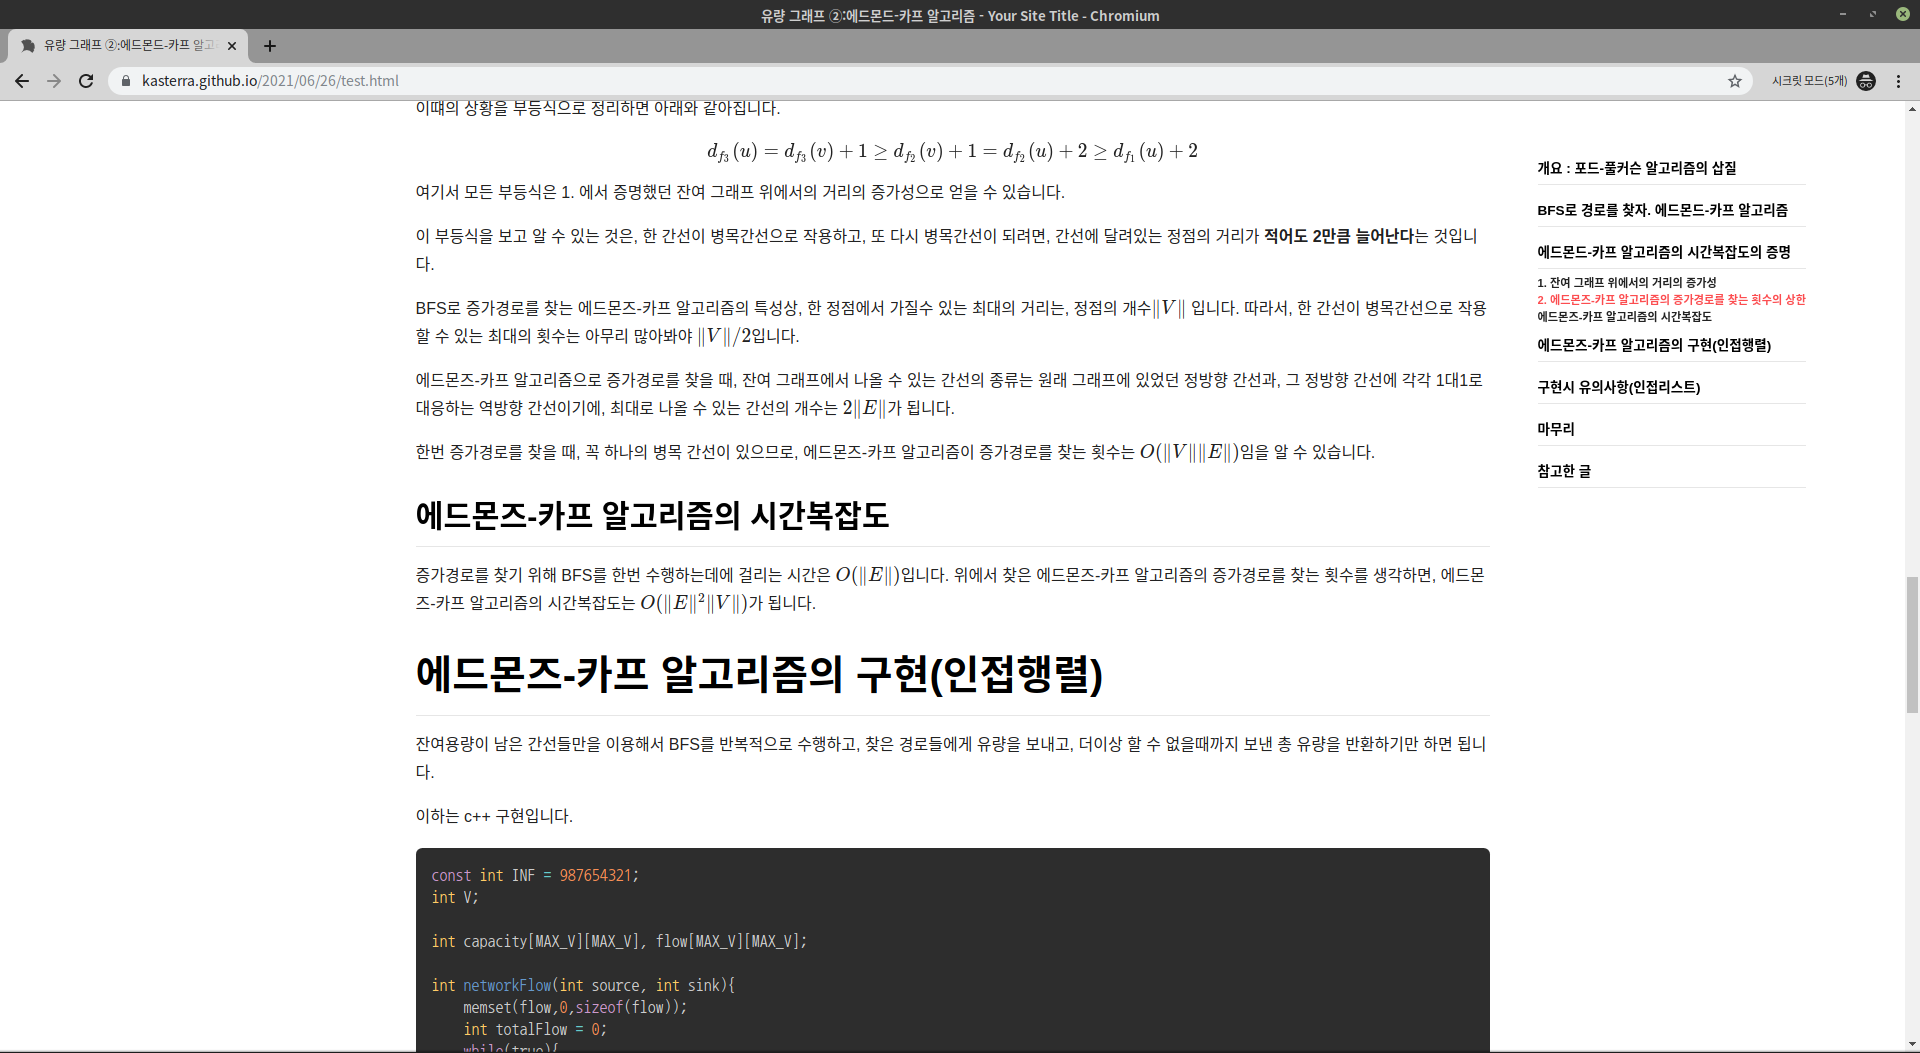 유량 그래프 ②:에드몬드-카프 알고리즘 - Your Site Title - Chromium
유량 그래프 ②:에드몬드-카프 알고
kasterra.github.io/2021/06/26/test.html
시크릿 모드(5개)
이떄의 상황을 부등식으로 정리하면 아래와 같아집니다.
d_{f_3}(u) = d_{f_3}(v) + 1 ≥ d_{f_2}(v) + 1 = d_{f_2}(u) + 2 ≥ d_{f_1}(u) + 2
여기서 모든 부등식은 1. 에서 증명했던 잔여 그래프 위에서의 거리의 증가성으로 얻을 수 있습니다.
이 부등식을 보고 알 수 있는 것은, 한 간선이 병목간선으로 작용하고, 또 다시 병목간선이 되려면, 간선에 달려있는 정점의 거리가 적어도 2만큼 늘어난다는 것입니
다.
BFS로 증가경로를 찾는 에드몬즈-카프 알고리즘의 특성상, 한 정점에서 가질수 있는 최대의 거리는, 정점의 개수‖V‖ 입니다. 따라서, 한 간선이 병목간선으로 작용
할 수 있는 최대의 횟수는 아무리 많아봐야 ‖V‖/2입니다.
에드몬즈-카프 알고리즘으로 증가경로를 찾을 때, 잔여 그래프에서 나올 수 있는 간선의 종류는 원래 그래프에 있었던 정방향 간선과, 그 정방향 간선에 각각 1대1로
대응하는 역방향 간선이기에, 최대로 나올 수 있는 간선의 개수는 2‖E‖가 됩니다.
한번 증가경로를 찾을 때, 꼭 하나의 병목 간선이 있으므로, 에드몬즈-카프 알고리즘이 증가경로를 찾는 횟수는 O(‖V‖‖E‖)임을 알 수 있습니다.
에드몬즈-카프 알고리즘의 시간복잡도
증가경로를 찾기 위해 BFS를 한번 수행하는데에 걸리는 시간은 O(‖E‖)입니다. 위에서 찾은 에드몬즈-카프 알고리즘의 증가경로를 찾는 횟수를 생각하면, 에드몬
즈-카프 알고리즘의 시간복잡도는 O(‖E‖²‖V‖)가 됩니다.
에드몬즈-카프 알고리즘의 구현(인접행렬)
잔여용량이 남은 간선들만을 이용해서 BFS를 반복적으로 수행하고, 찾은 경로들에게 유량을 보내고, 더이상 할 수 없을때까지 보낸 총 유량을 반환하기만 하면 됩니
다.
이하는 c++ 구현입니다.
const int INF = 987654321;
int V;
int capacity[MAX_V][MAX_V], flow[MAX_V][MAX_V];
int networkFlow(int source, int sink){
memset(flow,0,sizeof(flow));
int totalFlow = 0;
while(true){
개요 : 포드-풀커슨 알고리즘의 삽질
BFS로 경로를 찾자. 에드몬드-카프 알고리즘
에드몬드-카프 알고리즘의 시간복잡도의 증명
1. 잔여 그래프 위에서의 거리의 증가성
2. 에드몬즈-카프 알고리즘의 증가경로를 찾는 횟수의 상한
에드몬즈-카프 알고리즘의 시간복잡도
에드몬즈-카프 알고리즘의 구현(인접행렬)
구현시 유의사항(인접리스트)
마무리
참고한 글